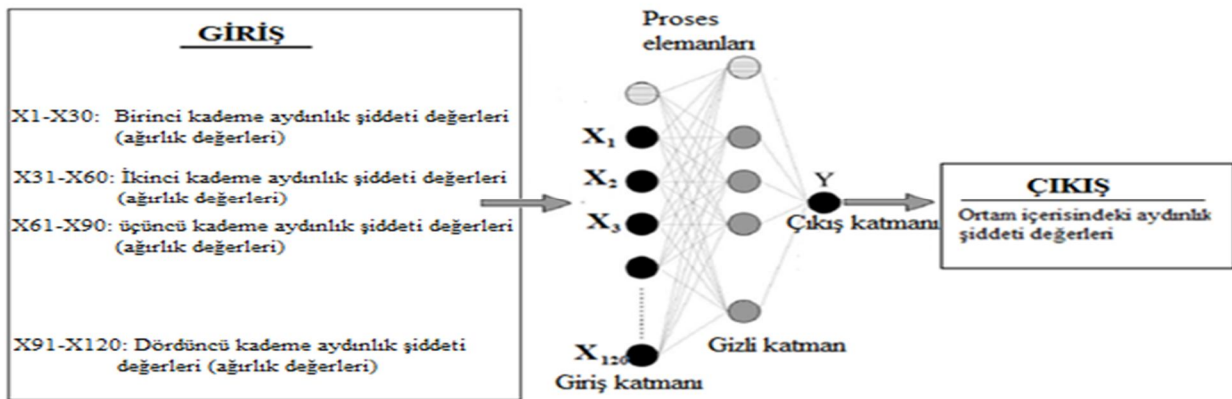 GİRİŞ
X1-X30: Birinci kademe aydınlık şiddeti değerleri
(ağırlık değerleri)
X31-X60: İkinci kademe aydınlık şiddeti değerleri
(ağırlık değerleri)
X61-X90: üçüncü kademe aydınlık şiddeti değerleri
(ağırlık değerleri)
X91-X120: Dördüncü kademe aydınlık şiddeti
değerleri (ağırlık değerleri)
Proses
elemanları
X1
X2
X3
X120
Giriş katmanı
Gizli katman
Y
Çıkış katmanı
ÇIKIŞ
Ortam içerisindeki aydınlık
şiddeti değerleri